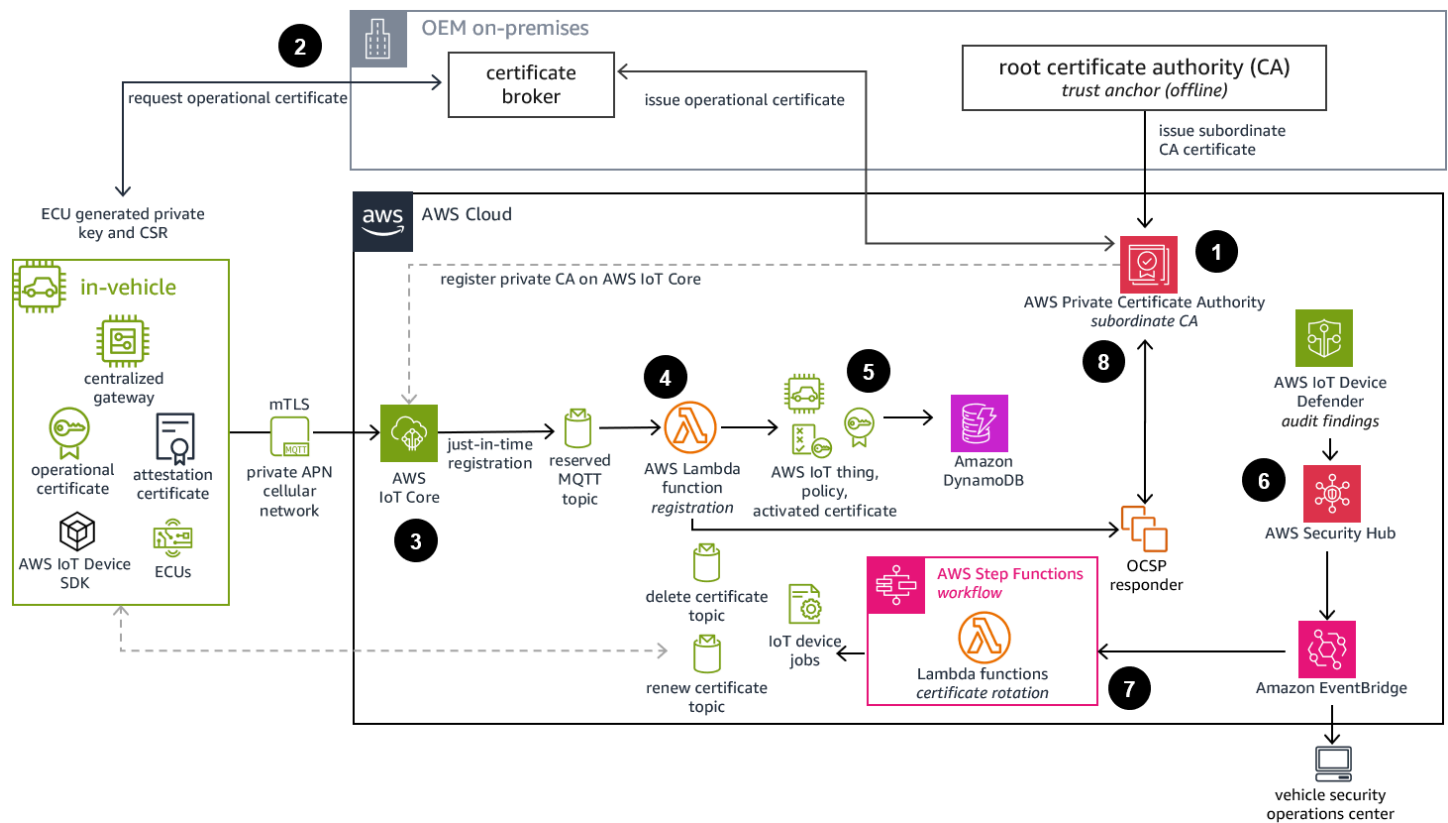 OEM on-premises
2
certificate
broker
root certificate authority (CA)
trust anchor (offline)
request operational certificate
issue operational certificate
issue subordinate
CA certificate
ECU generated private
key and CSR
aws
AWS Cloud
1
register private CA on AWS IoT Core
AWS Private Certificate Authority
subordinate CA
in-vehicle
centralized
gateway
operational
certificate
attestation
certificate
AWS IoT Device
SDK
ECUs
mTLS
MQTT
private APN
cellular
network
AWS
IoT Core
3
just-in-time
registration
reserved
MQTT
topic
4
AWS Lambda
function
registration
5
AWS IoT thing,
policy,
activated certificate
Amazon
DynamoDB
8
OCSP
responder
AWS IoT Device
Defender
audit findings
6
AWS Security Hub
delete certificate
topic
renew certificate
topic
IoT device
jobs
AWS Step Functions
workflow
Lambda functions
certificate rotation
7
Amazon EventBridge
vehicle security
operations center